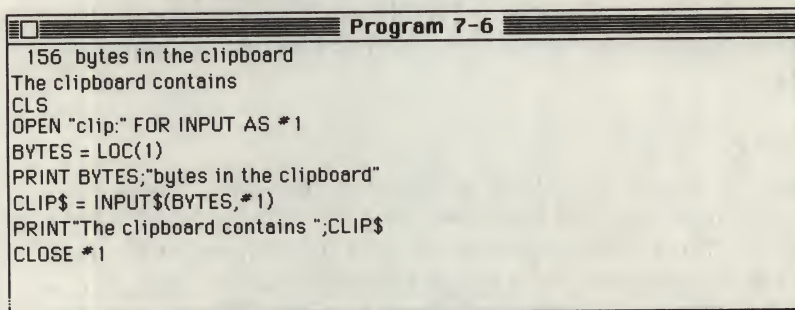 Program 7-6
156 bytes in the clipboard
The clipboard contains
CLS
OPEN "clip:" FOR INPUT AS #1
BYTES = LOC(1)
PRINT BYTES;"bytes in the clipboard"
CLIP$ = INPUT$(BYTES,#1)
PRINT"The clipboard contains ";CLIP$
CLOSE #1